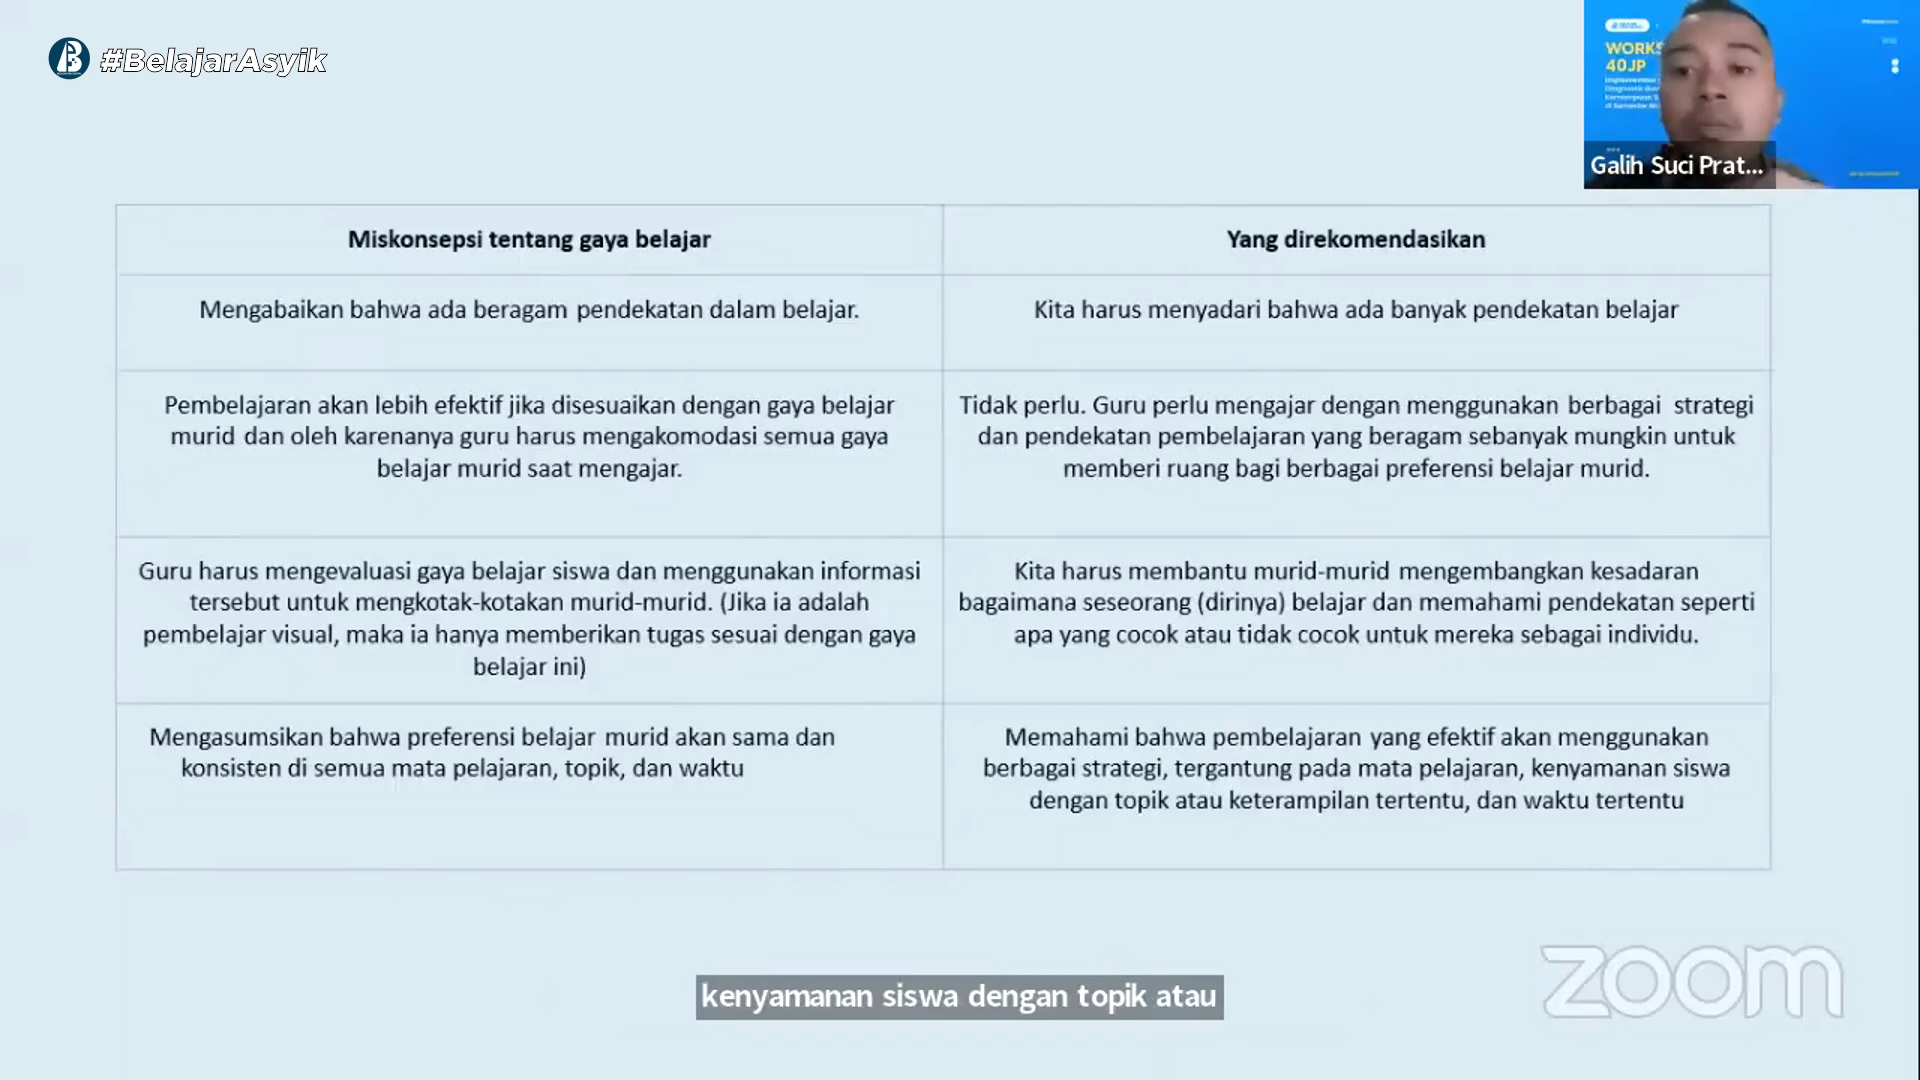 #BelajarAsyik
WORKS
40JP
Galih Suci Prat...
Miskonsepsi tentang gaya belajar
Yang direkomendasikan
Mengabaikan bahwa ada beragam pendekatan dalam belajar.
Kita harus menyadari bahwa ada banyak pendekatan belajar
Pembelajaran akan lebih efektif jika disesuaikan dengan gaya belajar
murid dan oleh karenanya guru harus mengakomodasi semua gaya
belajar murid saat mengajar.
Tidak perlu. Guru perlu mengajar dengan menggunakan berbagai strategi
dan pendekatan pembelajaran yang beragam sebanyak mungkin untuk
memberi ruang bagi berbagai preferensi belajar murid.
Guru harus mengevaluasi gaya belajar siswa dan menggunakan informasi
tersebut untuk mengkotak-kotakan murid-murid. (Jika ia adalah
pembelajar visual, maka ia hanya memberikan tugas sesuai dengan gaya
belajar ini)
Kita harus membantu murid-murid mengembangkan kesadaran
bagaimana seseorang (dirinya) belajar dan memahami pendekatan seperti
apa yang cocok atau tidak cocok untuk mereka sebagai individu.
Mengasumsikan bahwa preferensi belajar murid akan sama dan
konsisten di semua mata pelajaran, topik, dan waktu
Memahami bahwa pembelajaran yang efektif akan menggunakan
berbagai strategi, tergantung pada mata pelajaran, kenyamanan siswa
dengan topik atau keterampilan tertentu, dan waktu tertentu
kenyamanan siswa dengan topik atau
zoom